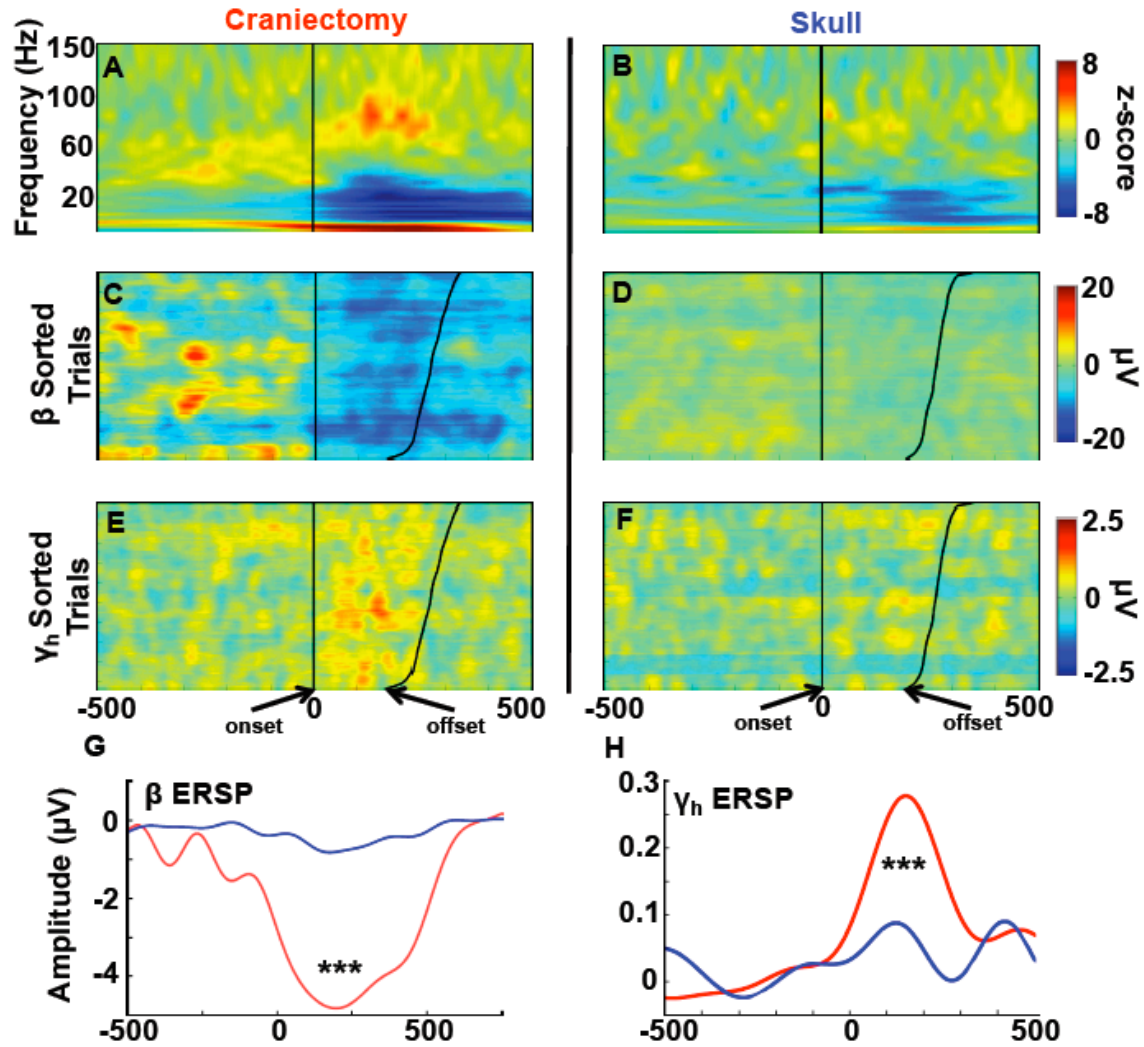 Craniectomy
Skull
Frequency (Hz)
150
100
60
20
A
B
8
0
-8
z-score
β Sorted
Trials
C
D
20
0
-20
μV
γh Sorted
Trials
E
F
2.5
0
-2.5
μV
-500 0 500
onset offset
-500 0 500
onset offset
G
β ERSP
Amplitude (μV)
0
-2
-4
***
-500 0 500
H
γh ERSP
0.3
0.2
0.1
0
***
-500 0 500